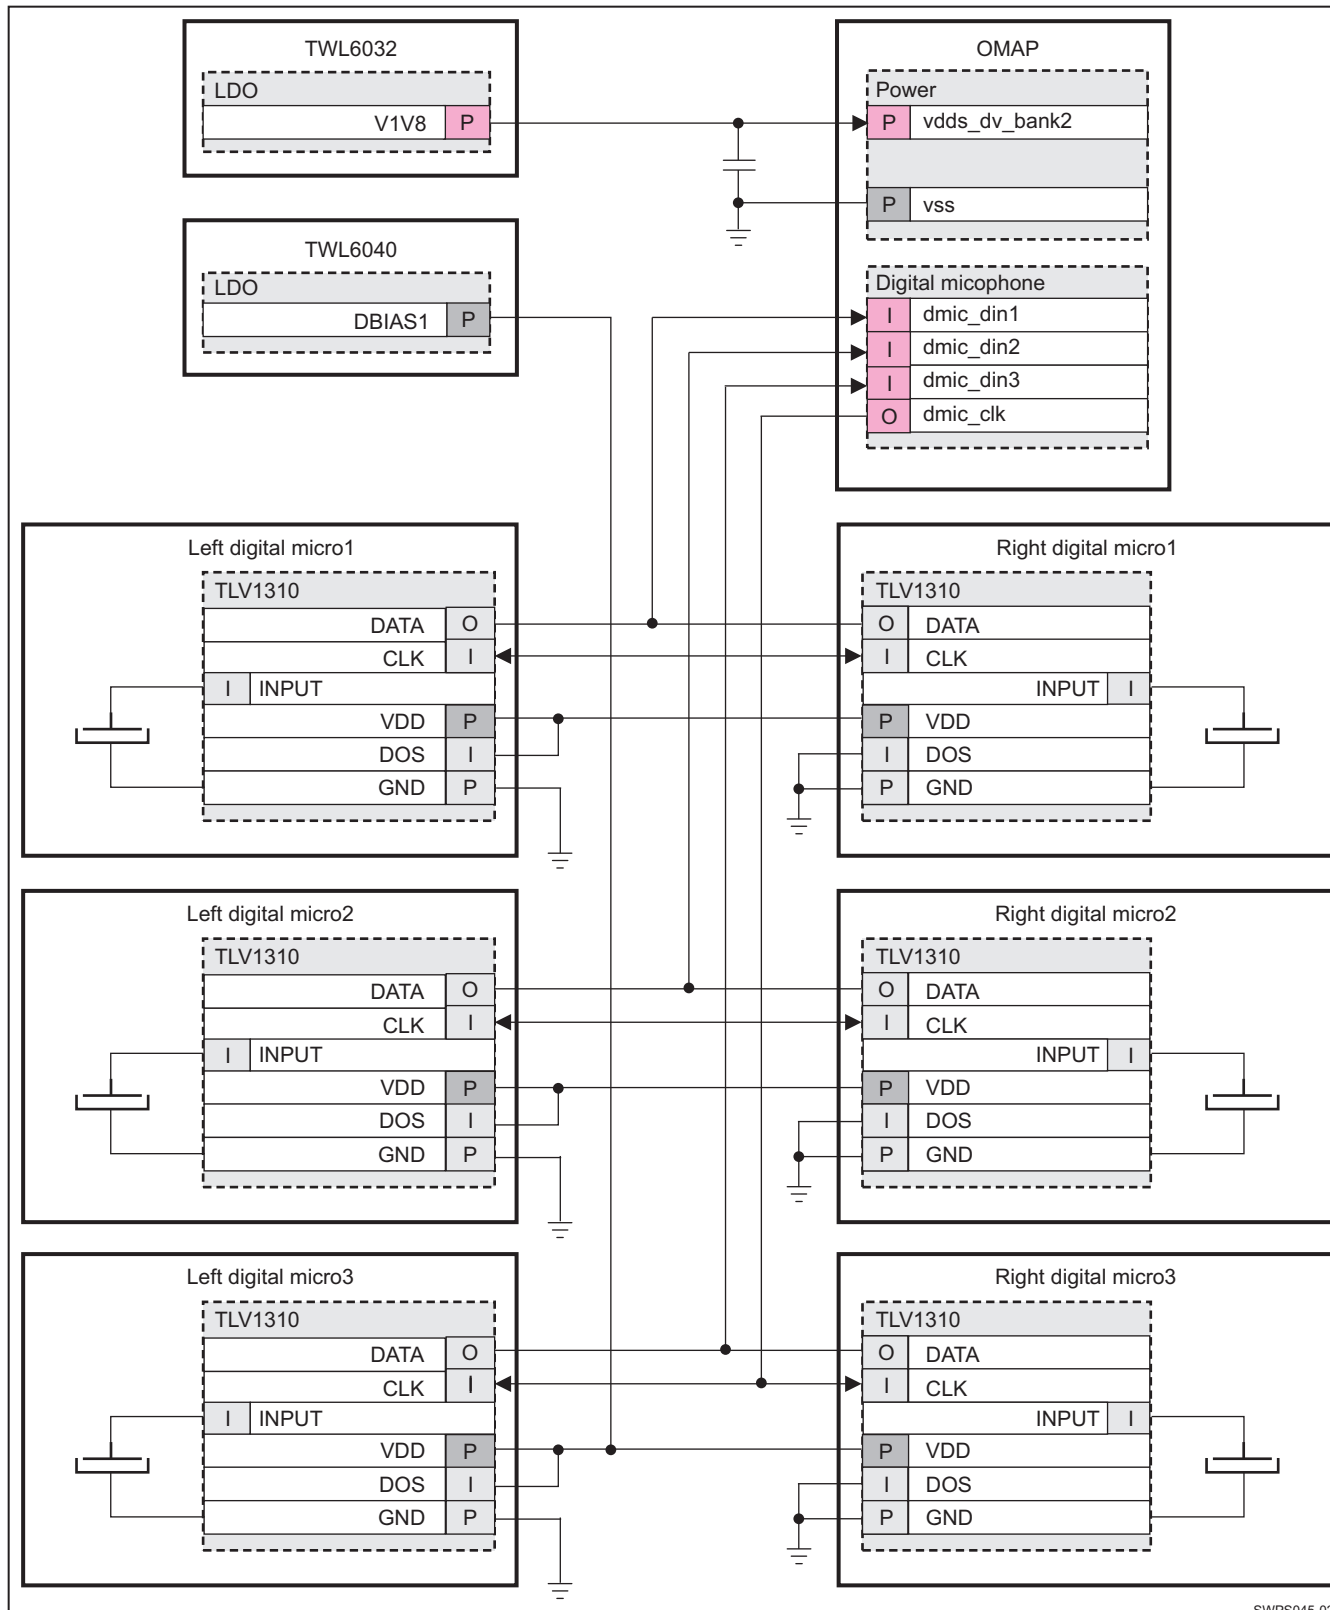 TWL6032
LDO
V1V8 P
OMAP
Power
P vdds_dv_bank2
P vss
TWL6040
LDO
DBIAS1 P
Digital micophone
I dmic_din1
I dmic_din2
I dmic_din3
O dmic_clk
Left digital micro1
TLV1310
DATA O
CLK I
I INPUT
VDD P
DOS I
GND P
Right digital micro1
TLV1310
O DATA
I CLK
INPUT I
P VDD
I DOS
P GND
Left digital micro2
TLV1310
DATA O
CLK I
I INPUT
VDD P
DOS I
GND P
Right digital micro2
TLV1310
O DATA
I CLK
INPUT I
P VDD
I DOS
P GND
Left digital micro3
TLV1310
DATA O
CLK I
I INPUT
VDD P
DOS I
GND P
Right digital micro3
TLV1310
O DATA
I CLK
INPUT I
P VDD
I DOS
P GND